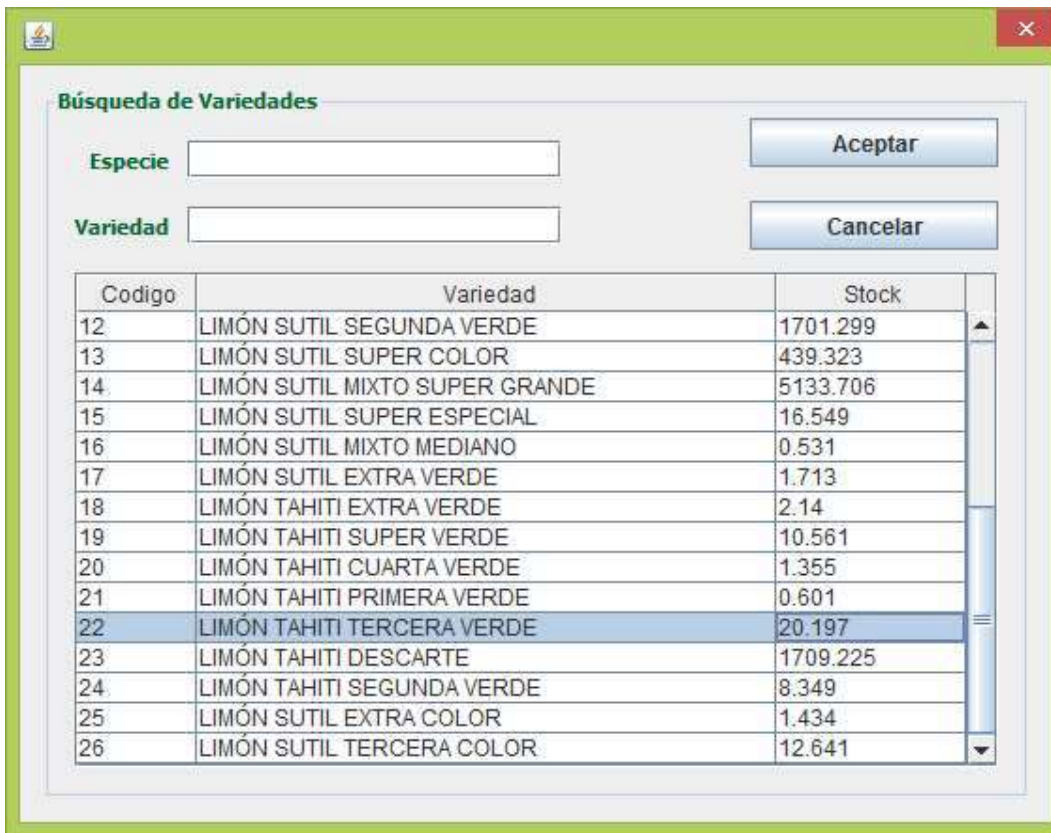 Búsqueda de Variedades
Especie
Aceptar
Variedad
Cancelar
Codigo Variedad Stock
12 LIMÓN SUTIL SEGUNDA VERDE 1701.299
13 LIMÓN SUTIL SUPER COLOR 439.323
14 LIMÓN SUTIL MIXTO SUPER GRANDE 5133.706
15 LIMÓN SUTIL SUPER ESPECIAL 16.549
16 LIMÓN SUTIL MIXTO MEDIANO 0.531
17 LIMÓN SUTIL EXTRA VERDE 1.713
18 LIMÓN TAHITI EXTRA VERDE 2.14
19 LIMÓN TAHITI SUPER VERDE 10.561
20 LIMÓN TAHITI CUARTA VERDE 1.355
21 LIMÓN TAHITI PRIMERA VERDE 0.601
22 LIMÓN TAHITI TERCERA VERDE 20.197
23 LIMÓN TAHITI DESCARTE 1709.225
24 LIMÓN TAHITI SEGUNDA VERDE 8.349
25 LIMÓN SUTIL EXTRA COLOR 1.434
26 LIMÓN SUTIL TERCERA COLOR 12.641